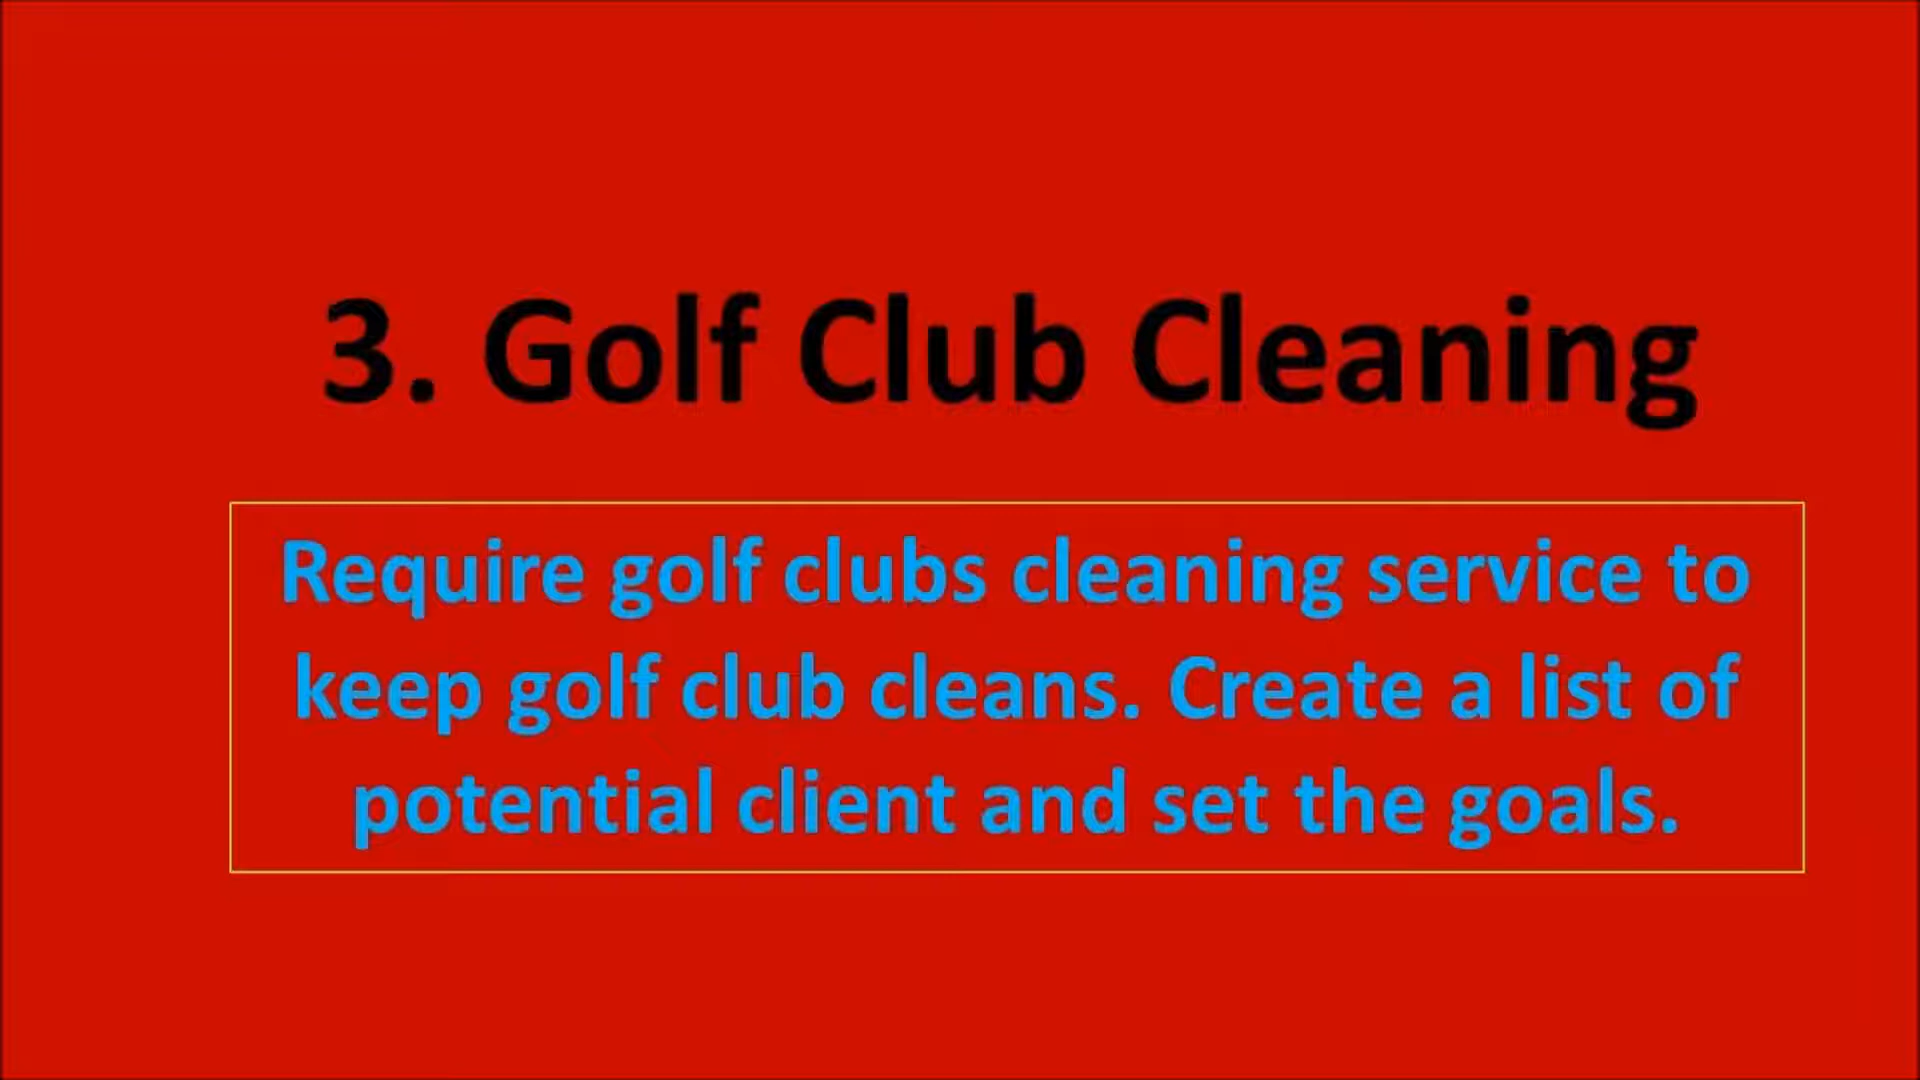 3. Golf Club Cleaning
Require golf clubs cleaning service to
keep golf club cleans. Create a list of
potential client and set the goals.